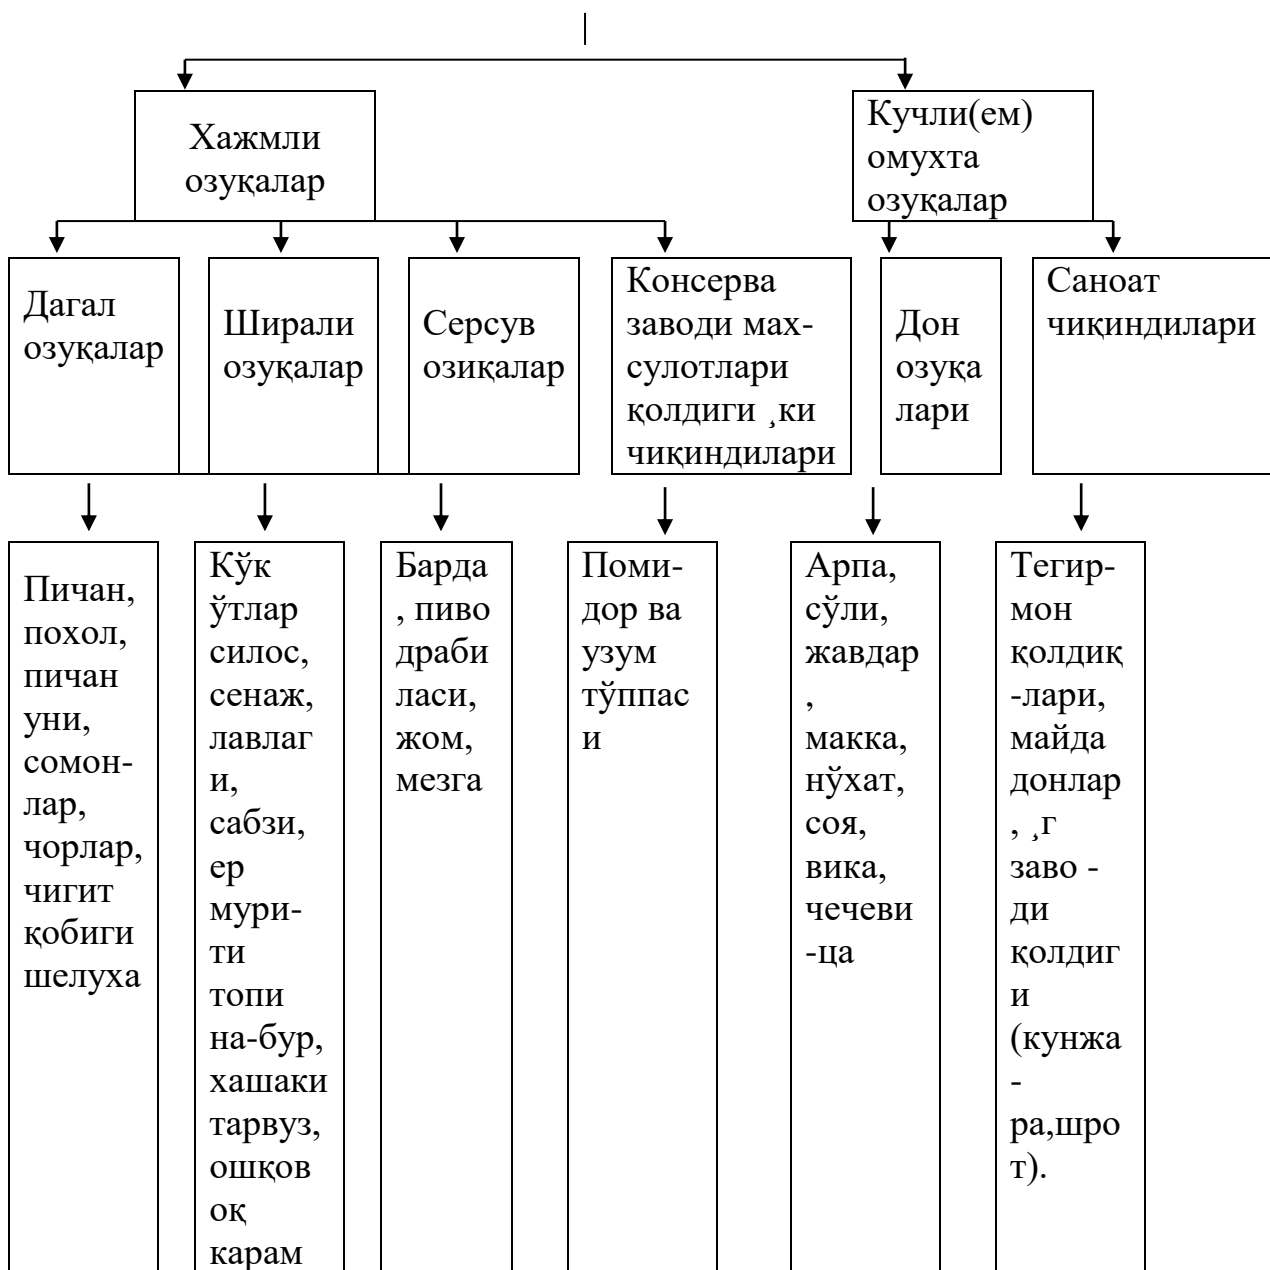 Хажмли
озуқалар
Кучли(ем)
омухта
озуқалар
Дагал
озуқалар
Ширали
озуқалар
Серсув
озиқалар
Консерва
заводи мах-
сулотлари
қолдиги ¸ки
чиқиндилари
Дон
озуқа
лари
Саноат
чиқиндилари
Пичан,
похол,
пичан
уни,
сомон-
лар,
чорлар,
чигит
қобиги
шелуха
Кўк
ўтлар
силос,
сенаж,
лавлаг
и,
сабзи,
ер
мури-
ти
топи
на-бур,
хашаки
тарвуз,
ошқов
оқ
карам
Барда
, пиво
драби
ласи,
жом,
мезга
Поми-
дор ва
узум
тўппас
и
Арпа,
сўли,
жавдар
,
макка,
нўхат,
соя,
вика,
чечеви
-ца
Тегир-
мон
қолдиқ
-лари,
майда
донлар
, ¸г
заво -
ди
қолдиг
и
(кунжа
-
ра,шро
т).